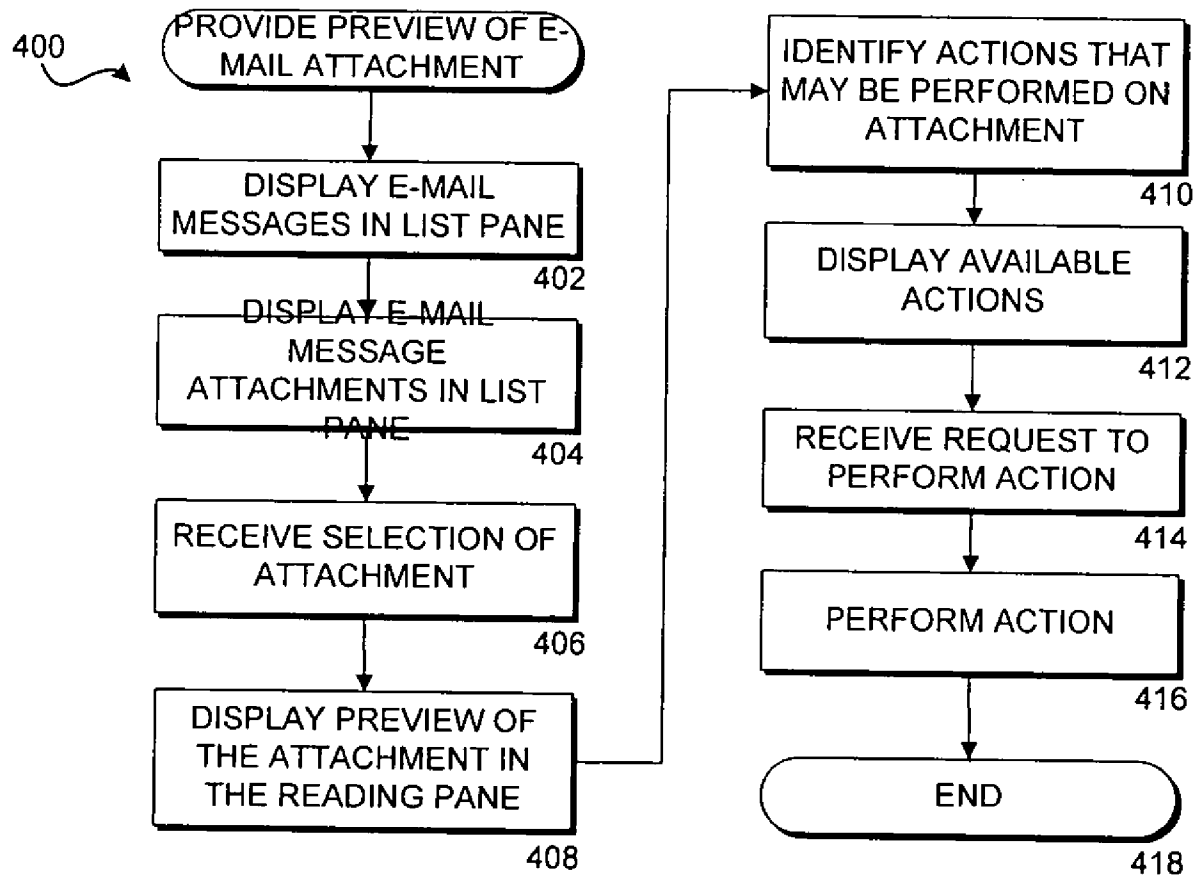 400
PROVIDE PREVIEW OF E-
MAIL ATTACHMENT
DISPLAY E-MAIL
MESSAGES IN LIST PANE
402
DISPLAY E-MAIL
MESSAGE
ATTACHMENTS IN LIST
PANE
404
RECEIVE SELECTION OF
ATTACHMENT
406
DISPLAY PREVIEW OF
THE ATTACHMENT IN
THE READING PANE
408
IDENTIFY ACTIONS THAT
MAY BE PERFORMED ON
ATTACHMENT
410
DISPLAY AVAILABLE
ACTIONS
412
RECEIVE REQUEST TO
PERFORM ACTION
414
PERFORM ACTION
416
END
418